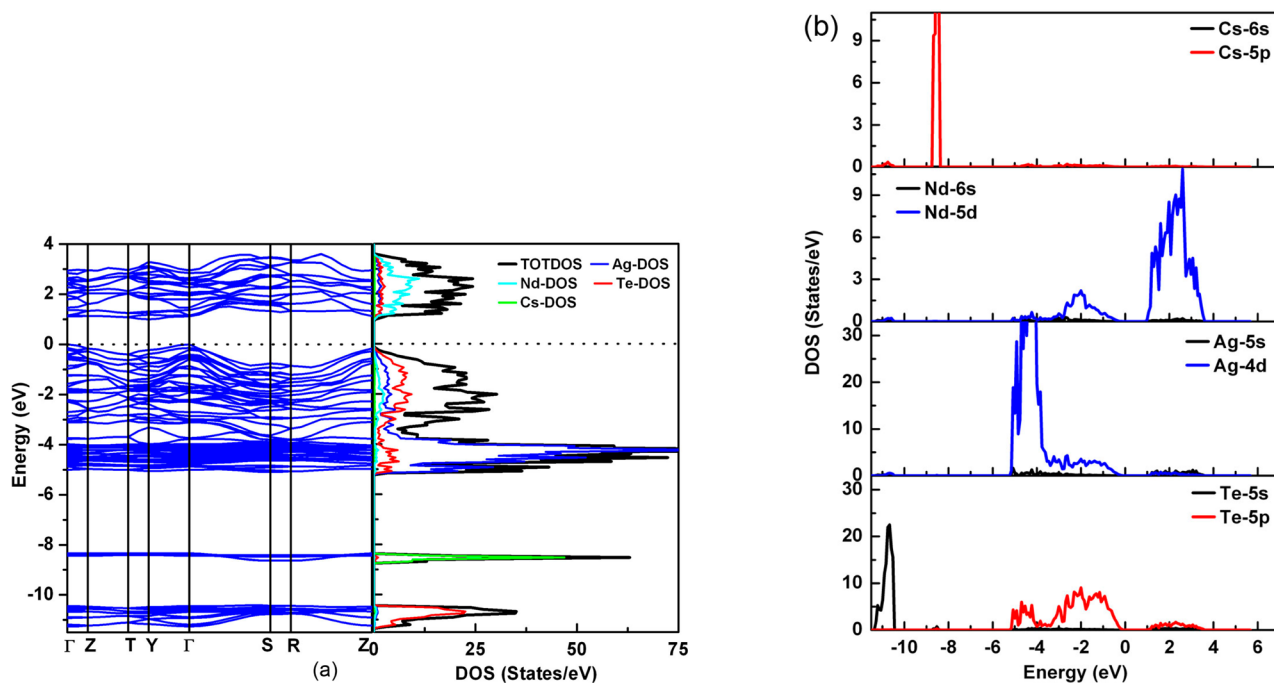 4
2
0
-2
-4
-6
-8
-10
Energy (eV)
TOTDOS
Nd-DOS
Cs-DOS
Ag-DOS
Te-DOS
Γ Z T Y Γ S R Z
0 25 50 75
DOS (States/eV)
(a)
(b)
9
6
3
0
Cs-6s
Cs-5p
9
6
3
0
Nd-6s
Nd-5d
30
20
10
0
Ag-5s
Ag-4d
30
20
10
0
Te-5s
Te-5p
DOS (States/eV)
-10 -8 -6 -4 -2 0 2 4 6
Energy (eV)